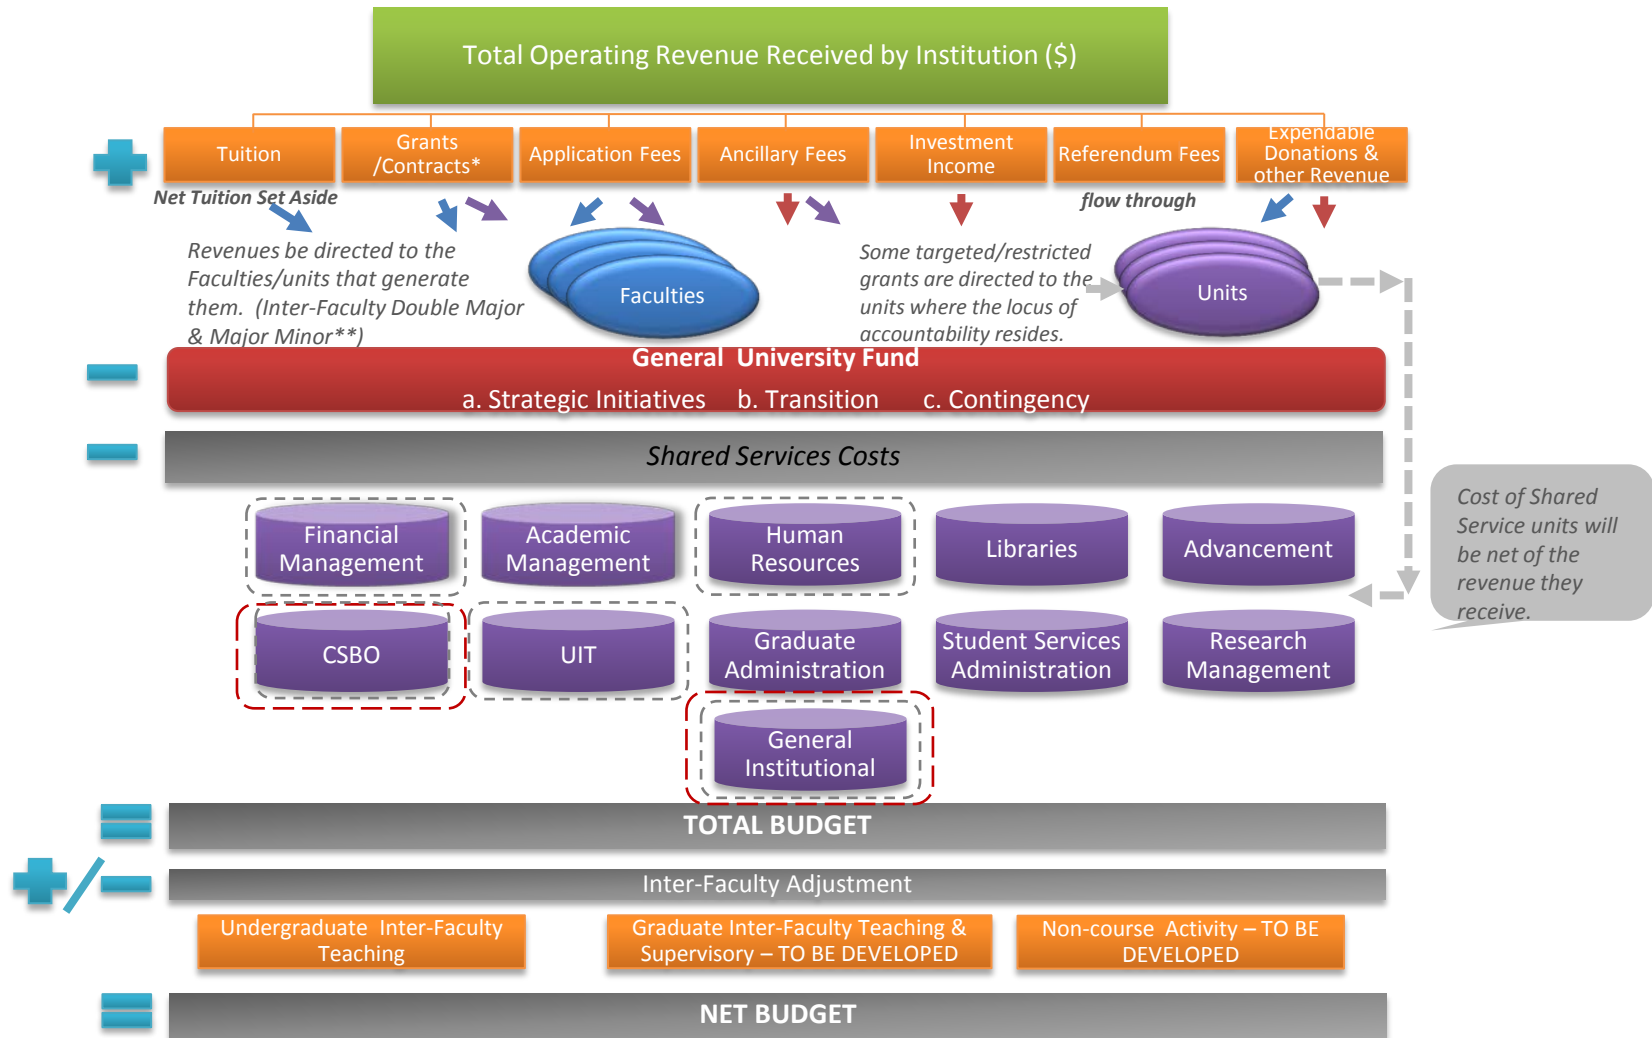 Total Operating Revenue Received by Institution ($)
Tuition
Grants
/Contracts*
Application Fees
Ancillary Fees
Investment
Income
Referendum Fees
Expendable
Donations &
other Revenue
Net Tuition Set Aside
flow through
Revenues be directed to the
Faculties/units that generate
them.  (Inter-Faculty Double Major
& Major Minor**)
Faculties
Some targeted/restricted
grants are directed to the
units where the locus of
accountability resides.
Units
General  University Fund
a. Strategic Initiatives     b. Transition       c. Contingency
Shared Services Costs
Cost of Shared
Service units will
be net of the
revenue they
receive.
Financial
Management
Academic
Management
Human
Resources
Libraries
Advancement
CSBO
UIT
Graduate
Administration
Student Services
Administration
Research
Management
General
Institutional
TOTAL BUDGET
Inter-Faculty Adjustment
Undergraduate  Inter-Faculty
Teaching
Graduate Inter-Faculty Teaching &
Supervisory – TO BE DEVELOPED
Non-course  Activity – TO BE
DEVELOPED
NET BUDGET